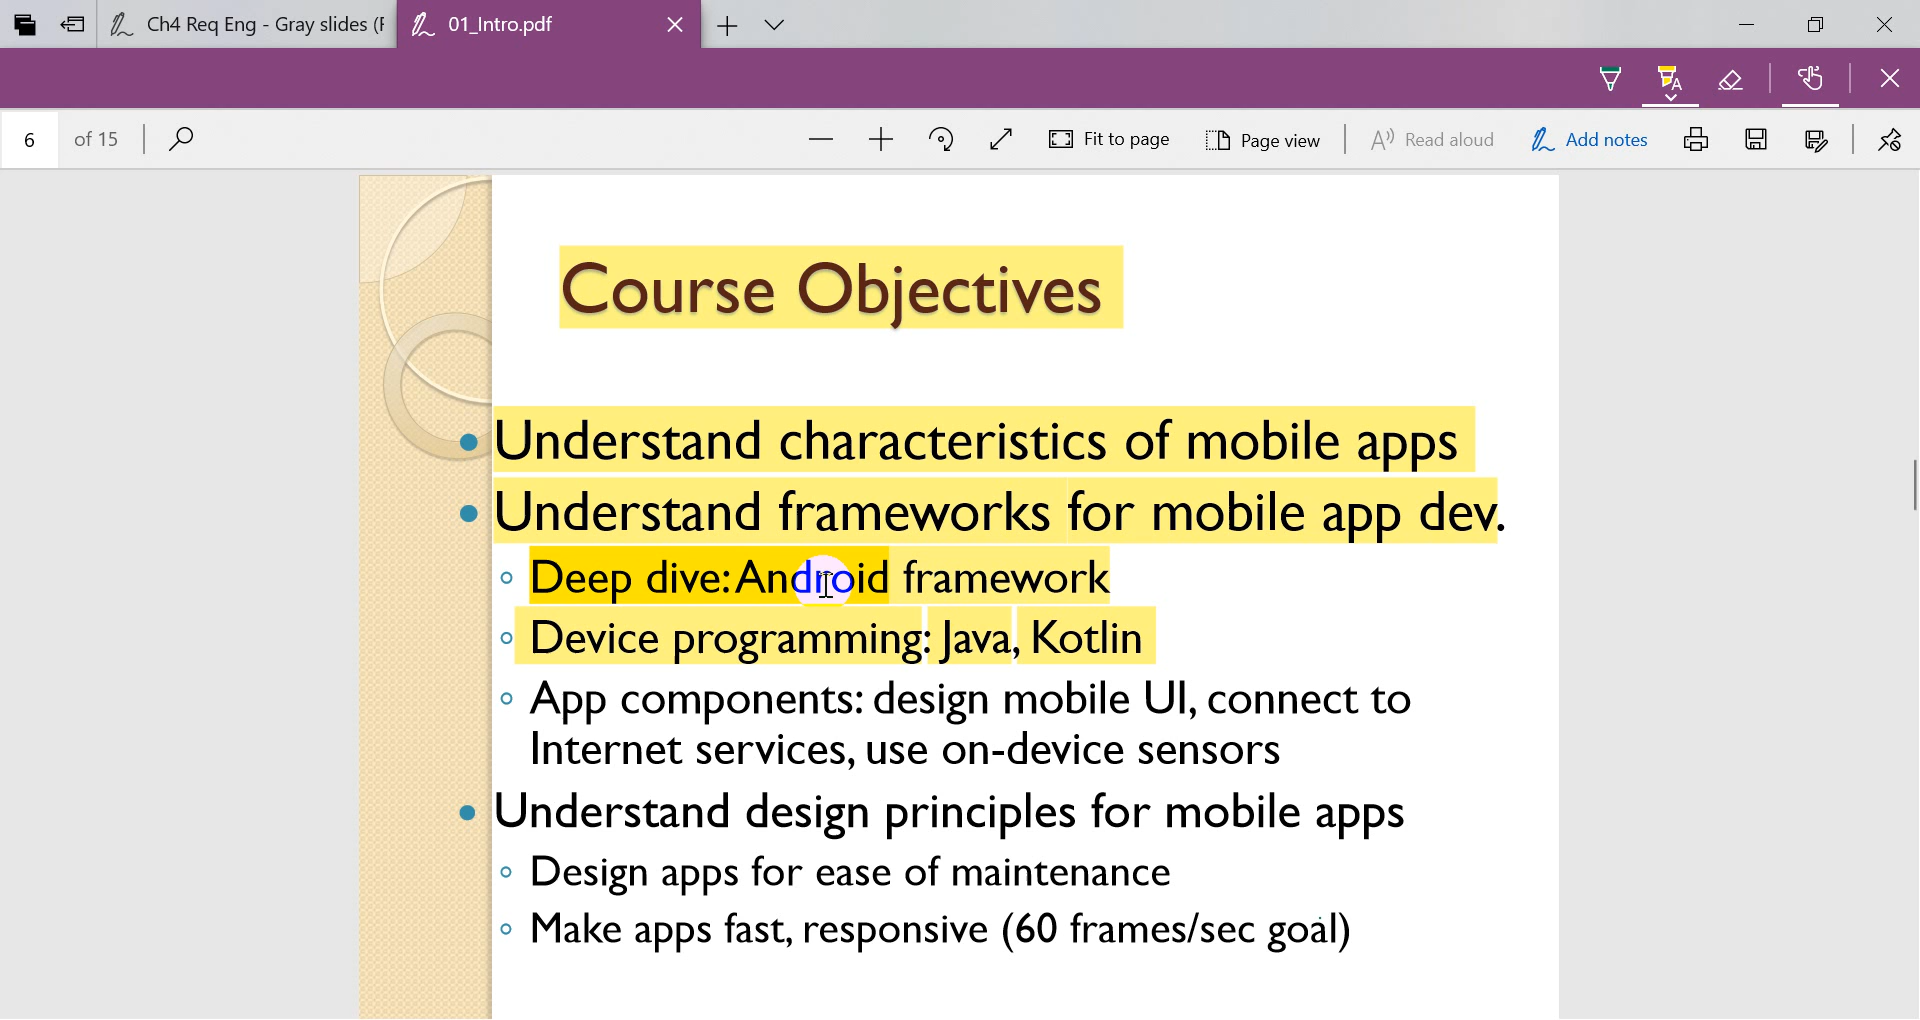 Ch4 Req Eng - Gray slides (F
01_Intro.pdf
6 of 15
Fit to page
Page view
Read aloud
Add notes
Course Objectives
Understand characteristics of mobile apps
Understand frameworks for mobile app dev.
Deep dive: Android framework
Device programming: Java, Kotlin
App components: design mobile UI, connect to
Internet services, use on-device sensors
Understand design principles for mobile apps
Design apps for ease of maintenance
Make apps fast, responsive (60 frames/sec goal)